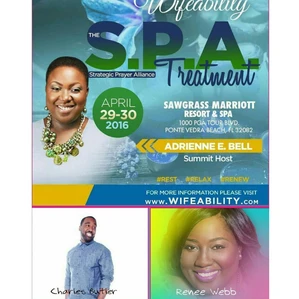 Wifeability
THE
S.P.A.
Strategic Prayer Alliance
Treatment
APRIL
29-30
2016
SAWGRASS MARRIOTT
RESORT & SPA
1000 PGA TOUR BLVD.
PONTE VEDRA BEACH, FL 32082
ADRIENNE E. BELL
Summit Host
#REST #RELAX #RENEW
FOR MORE INFORMATION PLEASE VISIT
www.WIFEABILITY.com
Charles Butler
Renee Webb